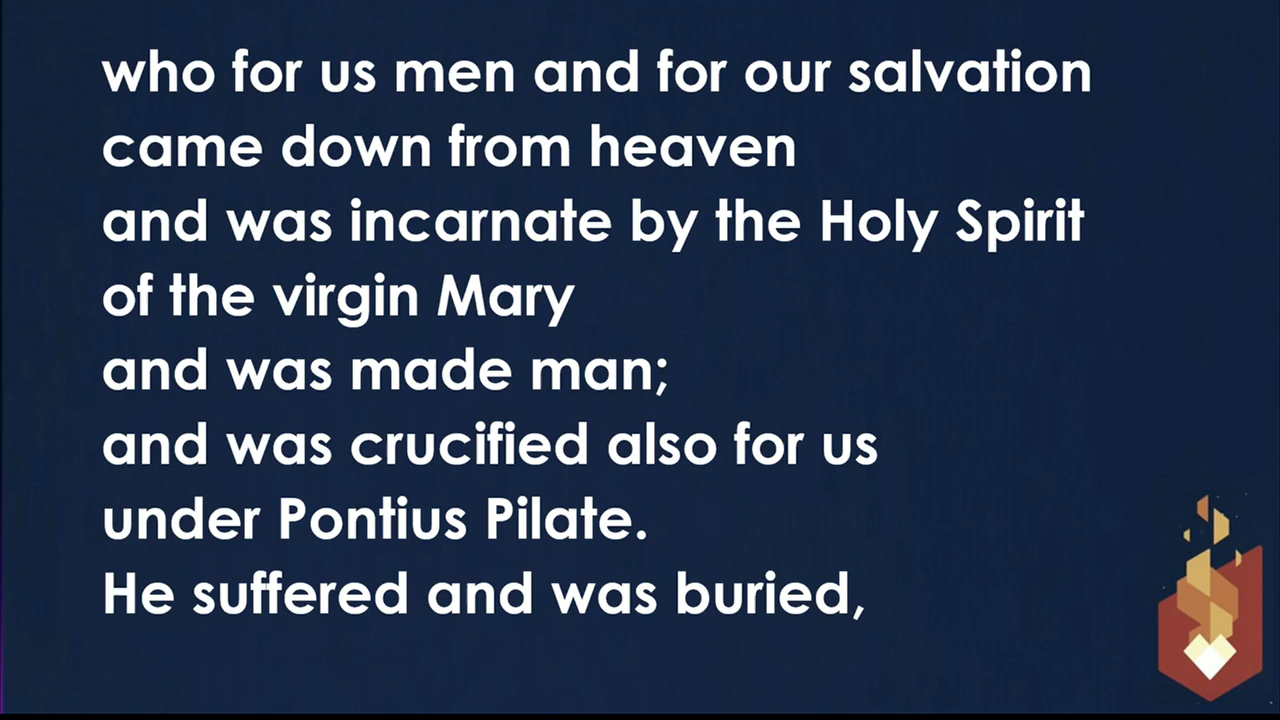 who for us men and for our salvation
came down from heaven
and was incarnate by the Holy Spirit
of the virgin Mary
and was made man;
and was crucified also for us
under Pontius Pilate.
He suffered and was buried,